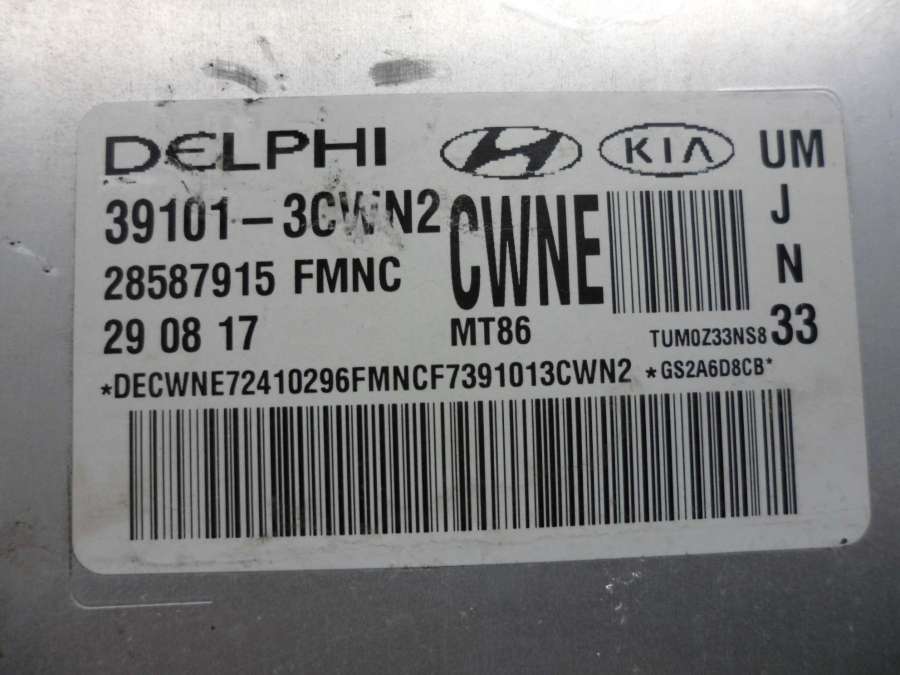 DELPHI KIA UM
39101-3CWN2 CWNE J
28587915 FMNC N
29 08 17 MT86 TUM0Z33NS8 33
*DECWNE72410296FMNCF7391013CWN2 *GS2A6D8CB*